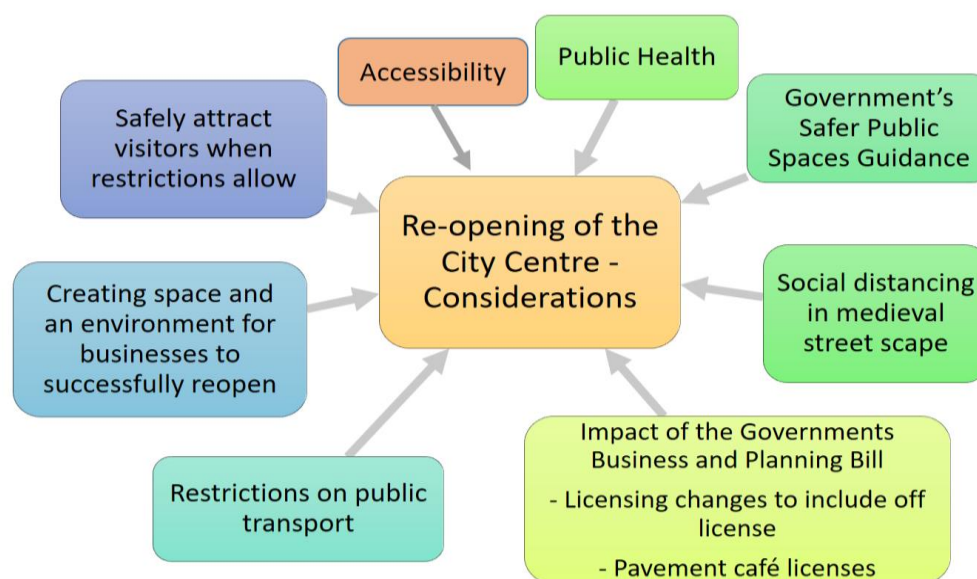 Accessibility
Public Health
Safely attract
visitors when
restrictions allow
Government’s
Safer Public
Spaces Guidance
Re-opening of the
City Centre -
Considerations
Creating space and
an environment for
businesses to
successfully reopen
Social distancing
in medieval
street scape
Restrictions on public
transport
Impact of the Governments
Business and Planning Bill
- Licensing changes to include off
license
- Pavement café licenses